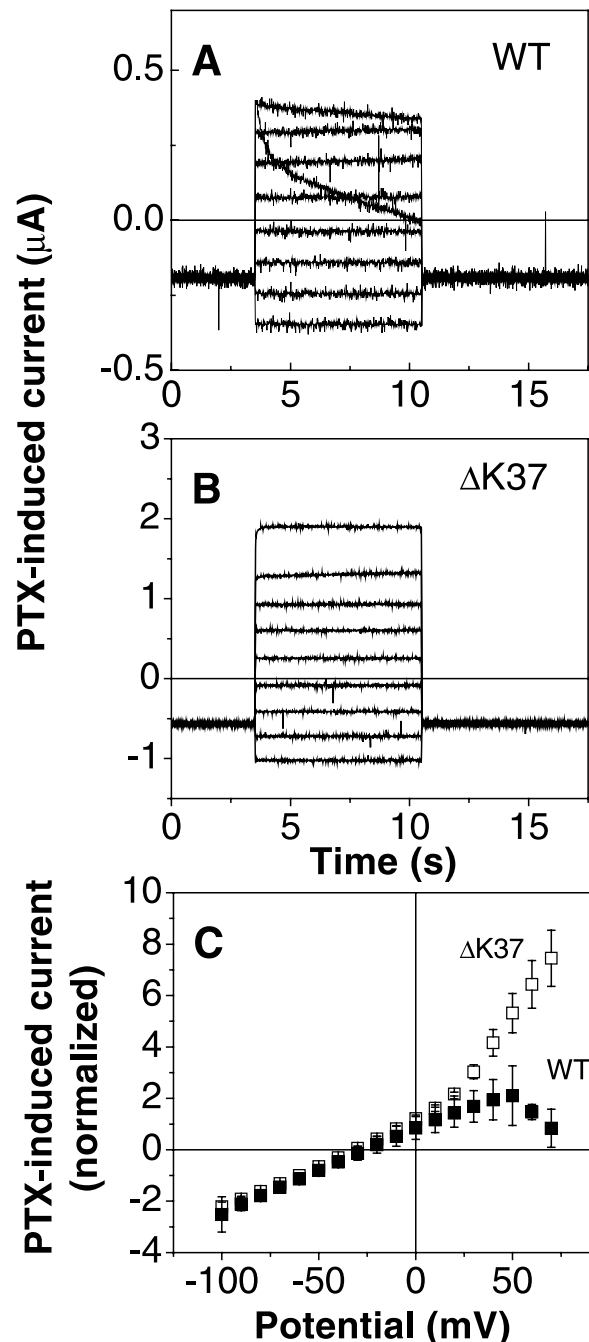 A WT
PTX-induced current (μA)
0.5
0.0
-0.5
0 5 10 15
B ΔK37
3
2
1
0
-1
0 5 10 15
Time (s)
C
PTX-induced current
(normalized)
10
8
6
4
2
0
-2
-4
ΔK37
WT
-100 -50 0 50
Potential (mV)